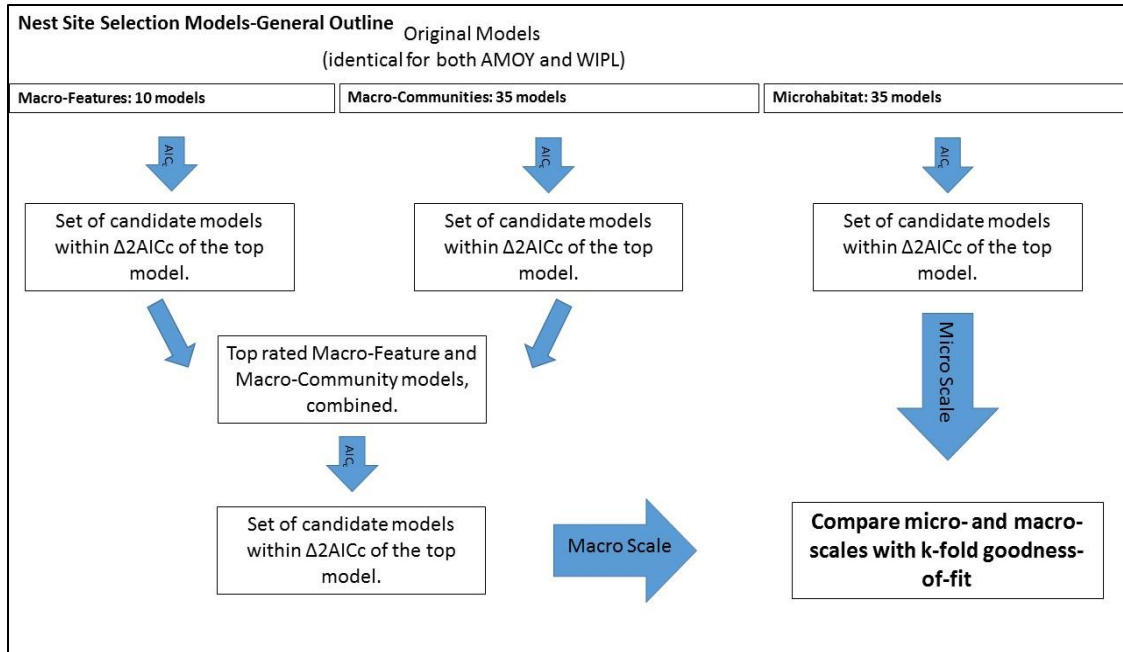 Nest Site Selection Models-General Outline
Original Models
(identical for both AMOY and WIPL)
Macro-Features: 10 models
Macro-Communities: 35 models
Microhabitat: 35 models
AICc
AICc
AICc
Set of candidate models
within Δ2AICc of the top
model.
Set of candidate models
within Δ2AICc of the top
model.
Set of candidate models
within Δ2AICc of the top
model.
Top rated Macro-Feature and
Macro-Community models,
combined.
Micro Scale
AICc
Set of candidate models
within Δ2AICc of the top
model.
Macro Scale
Compare micro- and macro-
scales with k-fold goodness-
of-fit